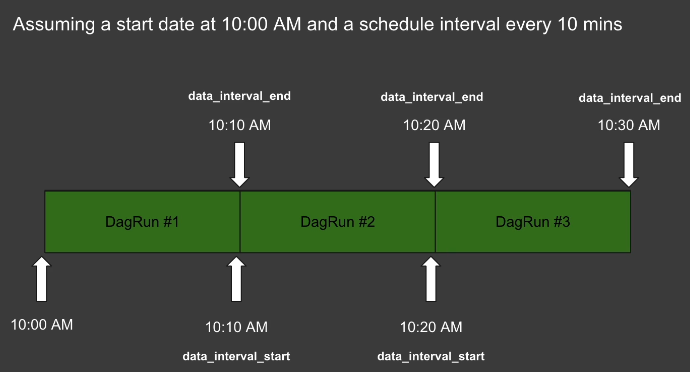 Assuming a start date at 10:00 AM and a schedule interval every 10 mins
data_interval_end data_interval_end data_interval_end
10:10 AM 10:20 AM 10:30 AM
DagRun #1 DagRun #2 DagRun #3
10:00 AM 10:10 AM 10:20 AM
data_interval_start data_interval_start